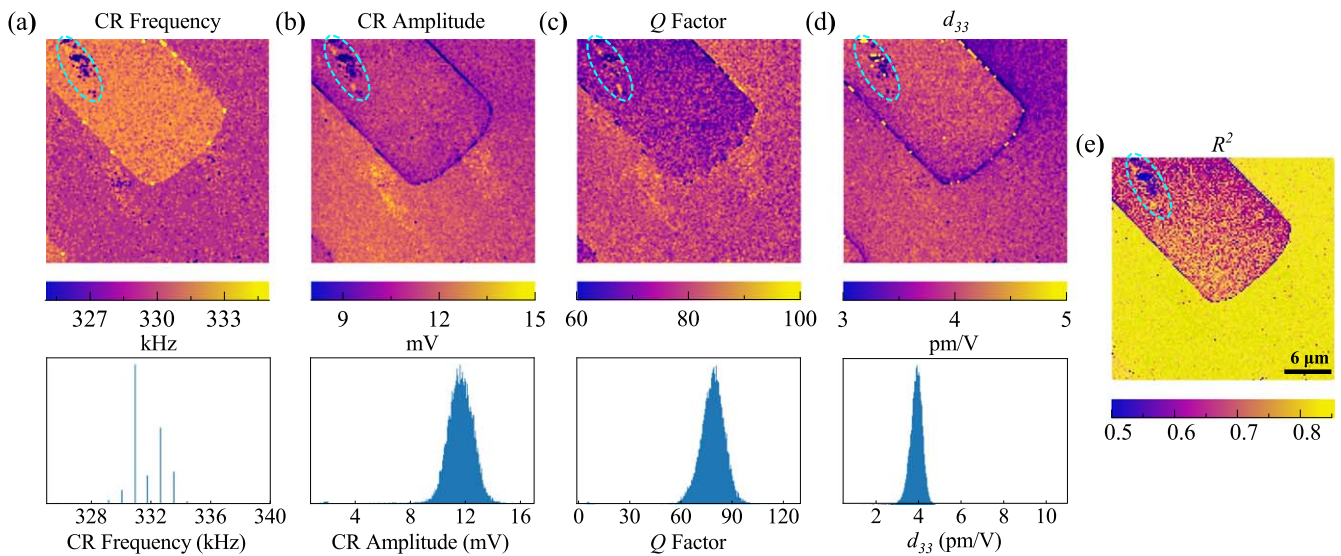 (a) CR Frequency
(b) CR Amplitude
(c) Q Factor
(d) d33
(e) R2
327 330 333
kHz
9 12 15
mV
60 80 100
3 4 5
pm/V
6 μm
0.5 0.6 0.7 0.8
328 332 336 340
CR Frequency (kHz)
4 8 12 16
CR Amplitude (mV)
0 30 60 90 120
Q Factor
2 4 6 8 10
d33 (pm/V)